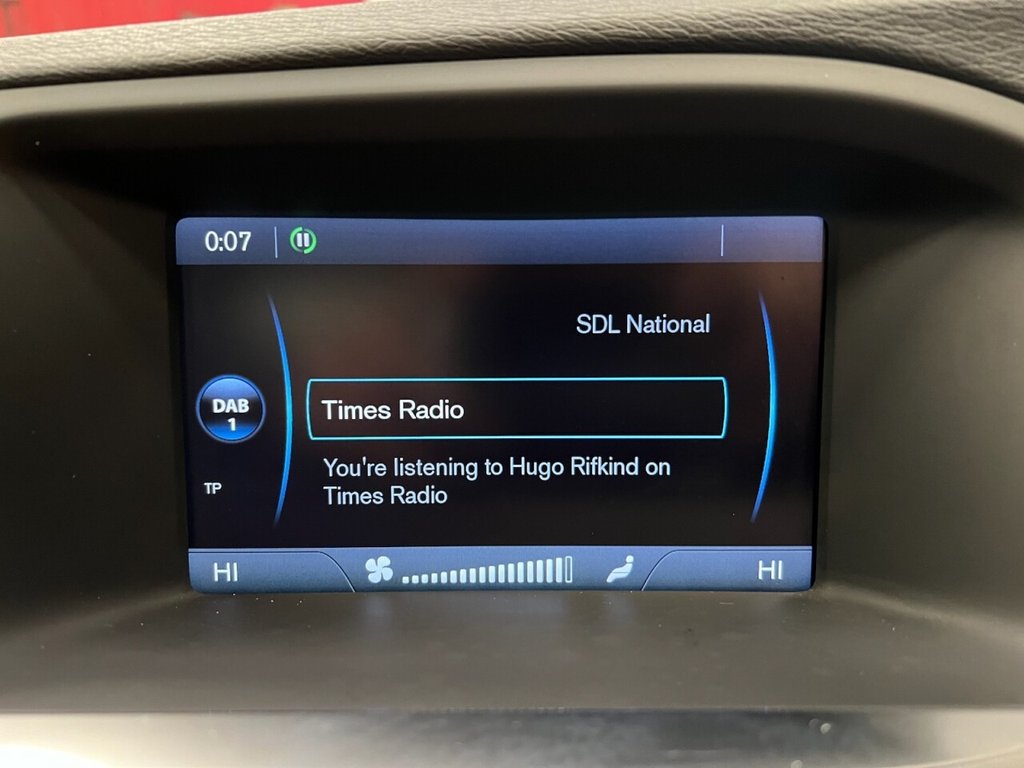 0:07
SDL National
DAB
1
Times Radio
You're listening to Hugo Rifkind on
Times Radio
TP
HI
HI